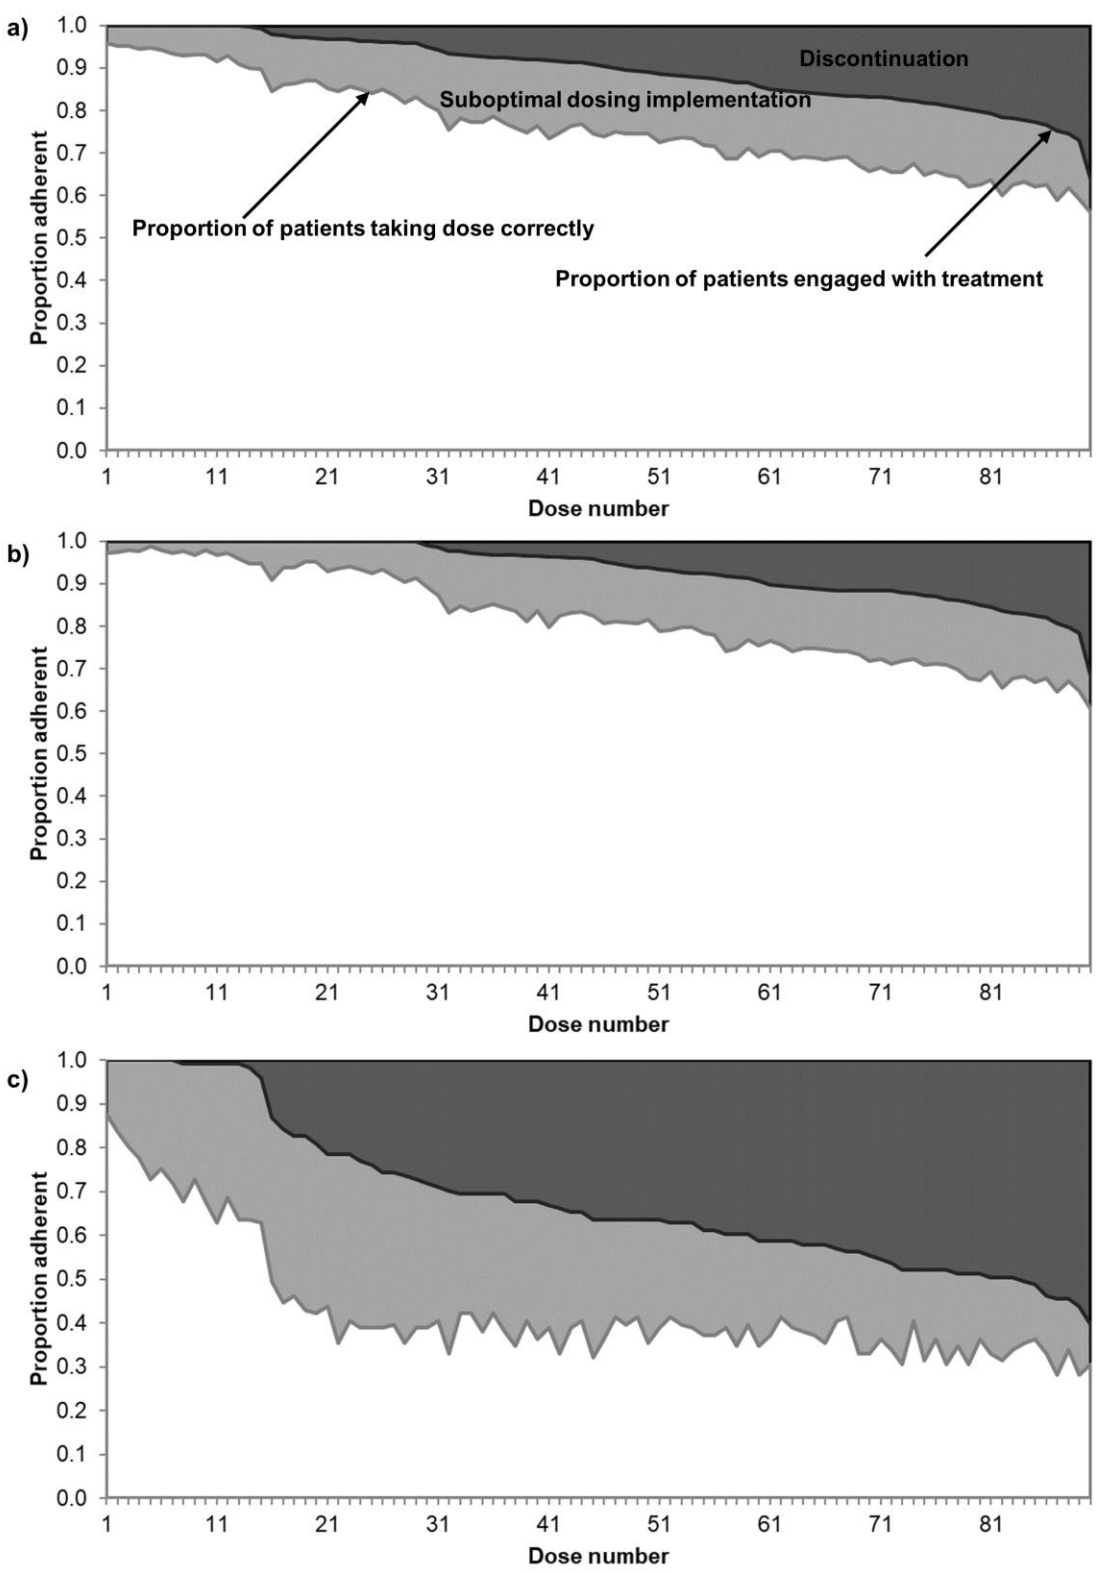 a)
1.0
0.9
0.8
0.7
0.6
0.5
0.4
0.3
0.2
0.1
0.0
Proportion adherent
Discontinuation
Suboptimal dosing implementation
Proportion of patients taking dose correctly
Proportion of patients engaged with treatment
1 11 21 31 41 51 61 71 81
Dose number
b)
1.0
0.9
0.8
0.7
0.6
0.5
0.4
0.3
0.2
0.1
0.0
Proportion adherent
1 11 21 31 41 51 61 71 81
Dose number
c)
1.0
0.9
0.8
0.7
0.6
0.5
0.4
0.3
0.2
0.1
0.0
Proportion adherent
1 11 21 31 41 51 61 71 81
Dose number